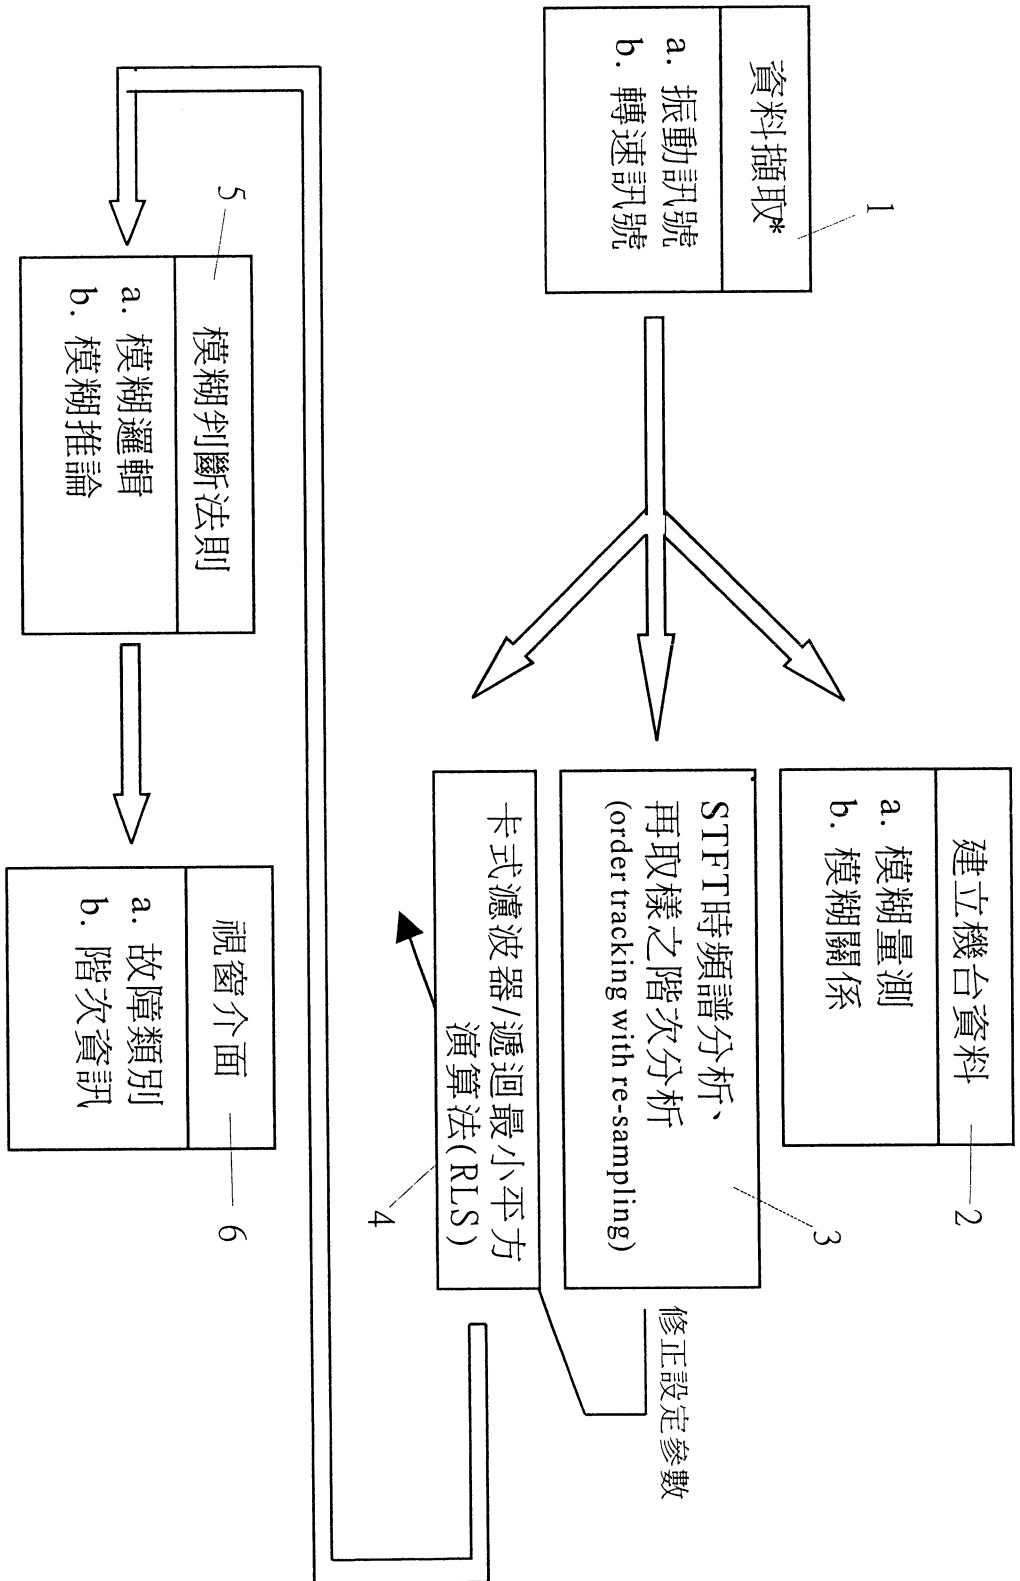 資料擷取*
a. 振動訊號
b. 轉速訊號
1
建立機台資料
a. 模糊量測
b. 模糊關係
2
STFT時頻譜分析、
再取樣之階次分析
(order tracking with re-sampling)
3
修正設定參數
卡式濾波器/遞迴最小平方
演算法(RLS)
4
模糊判斷法則
a. 模糊邏輯
b. 模糊推論
5
視窗介面
a. 故障類別
b. 階次資訊
6